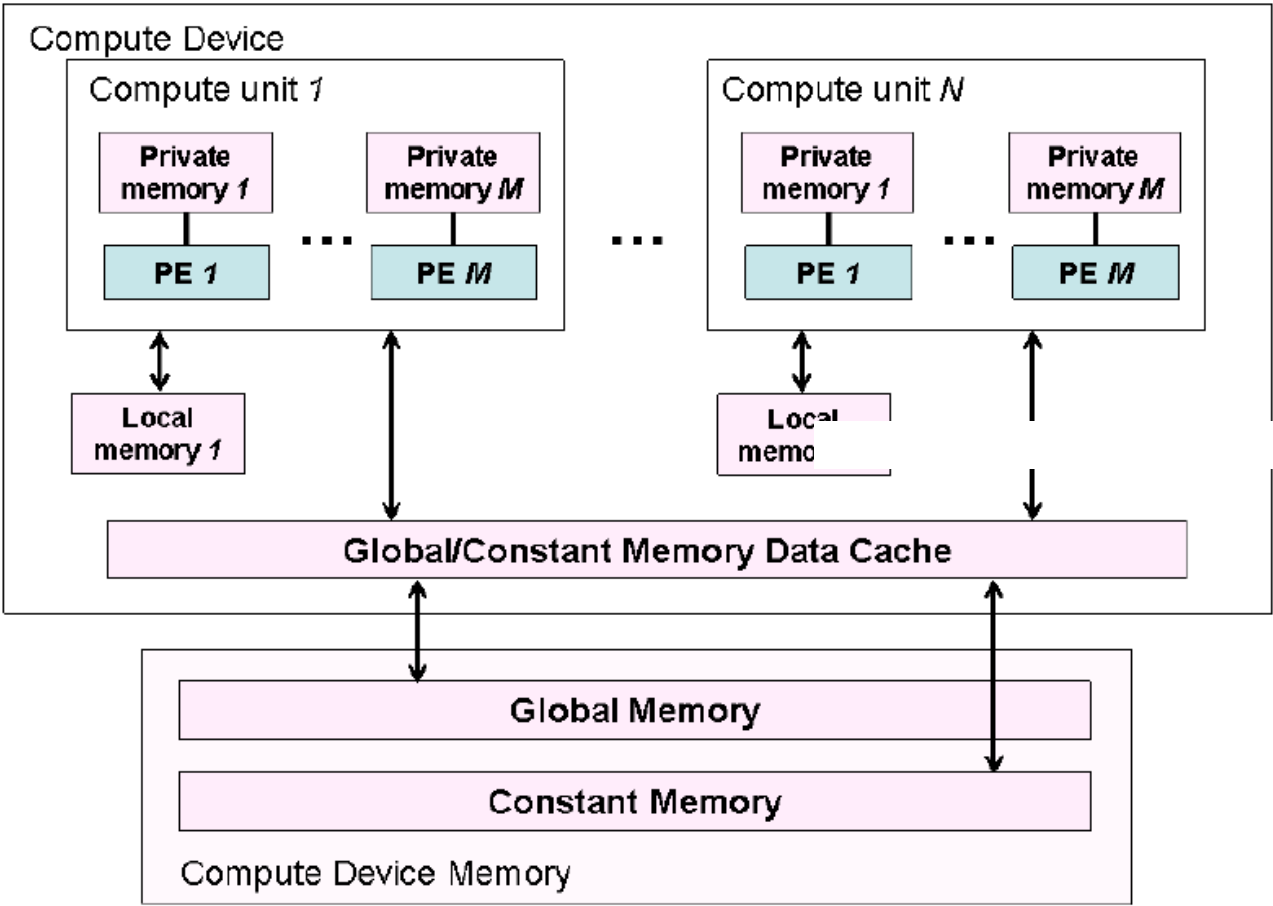 Compute Device
Compute unit 1
Compute unit N
Private
memory 1
Private
memory M
Private
memory 1
Private
memory M
...
...
...
PE 1
PE M
PE 1
PE M
Local
memory 1
Local
Global/Constant Memory Data Cache
Global Memory
Constant Memory
Compute Device Memory